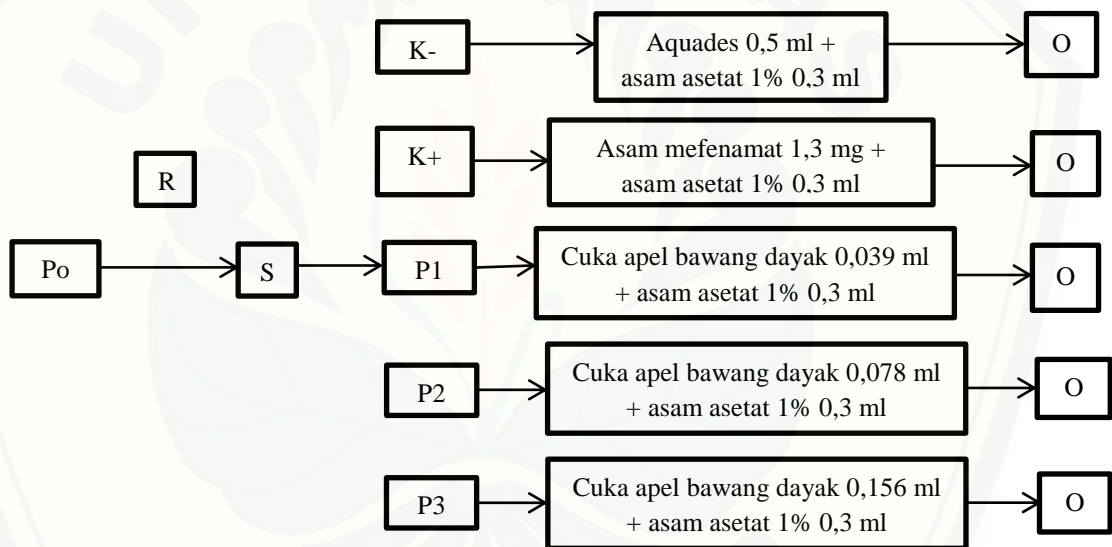 K-
Aquades 0,5 ml +
asam asetat 1% 0,3 ml
O
K+
Asam mefenamat 1,3 mg +
asam asetat 1% 0,3 ml
O
R
Po
S
P1
Cuka apel bawang dayak 0,039 ml
+ asam asetat 1% 0,3 ml
O
P2
Cuka apel bawang dayak 0,078 ml
+ asam asetat 1% 0,3 ml
O
P3
Cuka apel bawang dayak 0,156 ml
+ asam asetat 1% 0,3 ml
O